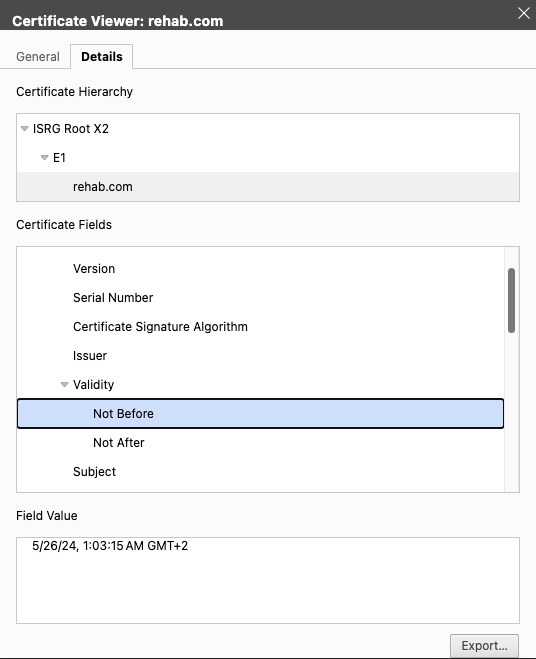 Certificate Viewer: rehab.com
General Details
Certificate Hierarchy
ISRG Root X2
E1
rehab.com
Certificate Fields
Version
Serial Number
Certificate Signature Algorithm
Issuer
Validity
Not Before
Not After
Subject
Field Value
5/26/24, 1:03:15 AM GMT+2
Export...